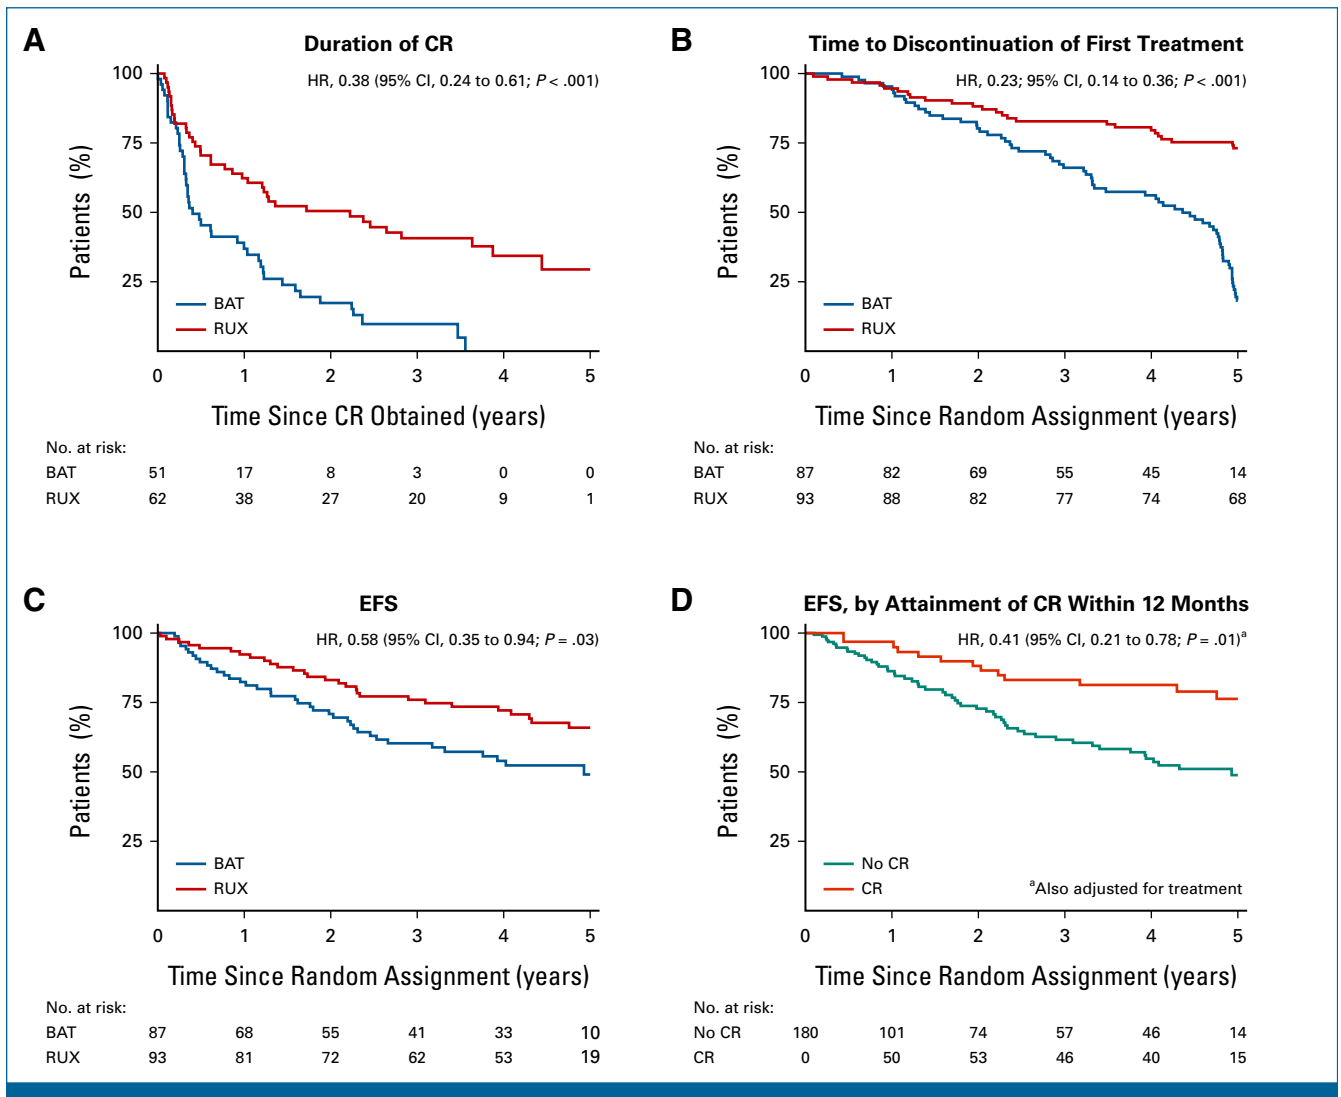 A
Duration of CR
HR, 0.38 (95% CI, 0.24 to 0.61; P < .001)
100
75
50
25
Patients (%)
BAT
RUX
0 1 2 3 4 5
Time Since CR Obtained (years)
No. at risk:
BAT 51 17 8 3 0 0
RUX 62 38 27 20 9 1
B
Time to Discontinuation of First Treatment
HR, 0.23; 95% CI, 0.14 to 0.36; P < .001)
100
75
50
25
Patients (%)
BAT
RUX
0 1 2 3 4 5
Time Since Random Assignment (years)
No. at risk:
BAT 87 82 69 55 45 14
RUX 93 88 82 77 74 68
C
EFS
HR, 0.58 (95% CI, 0.35 to 0.94; P = .03)
100
75
50
25
Patients (%)
BAT
RUX
0 1 2 3 4 5
Time Since Random Assignment (years)
No. at risk:
BAT 87 68 55 41 33 10
RUX 93 81 72 62 53 19
D
EFS, by Attainment of CR Within 12 Months
HR, 0.41 (95% CI, 0.21 to 0.78; P = .01)a
100
75
50
25
Patients (%)
No CR
CR
aAlso adjusted for treatment
0 1 2 3 4 5
Time Since Random Assignment (years)
No. at risk:
No CR 180 101 74 57 46 14
CR 0 50 53 46 40 15